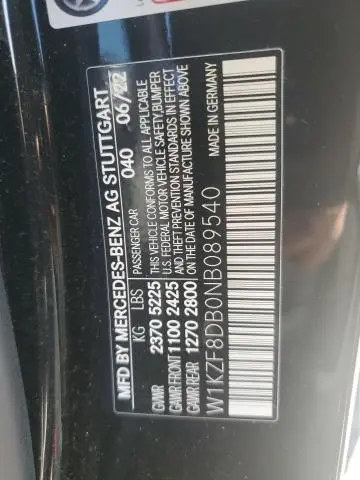 MFD BY MERCEDES-BENZ AG STUTTGART
PASSENGER CAR 040 06/22
KG LBS
GVWR 2370 5225
GAWR FRONT 1100 2425
GAWR REAR 1270 2800
THIS VEHICLE CONFORMS TO ALL APPLICABLE
U.S. FEDERAL MOTOR VEHICLE SAFETY,BUMPER
AND THEFT PREVENTION STANDARDS IN EFFECT
ON THE DATE OF MANUFACTURE SHOWN ABOVE
W1KZF8DB0NB089540
MADE IN GERMANY